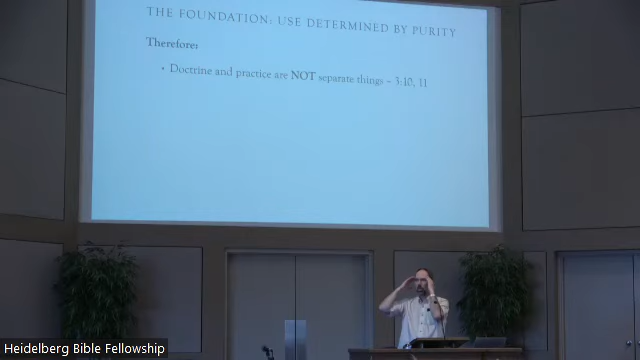 THE FOUNDATION: USE DETERMINED BY PURITY
Therefore:
• Doctrine and practice are NOT separate things – 3-10, 11
Heidelberg Bible Fellowship